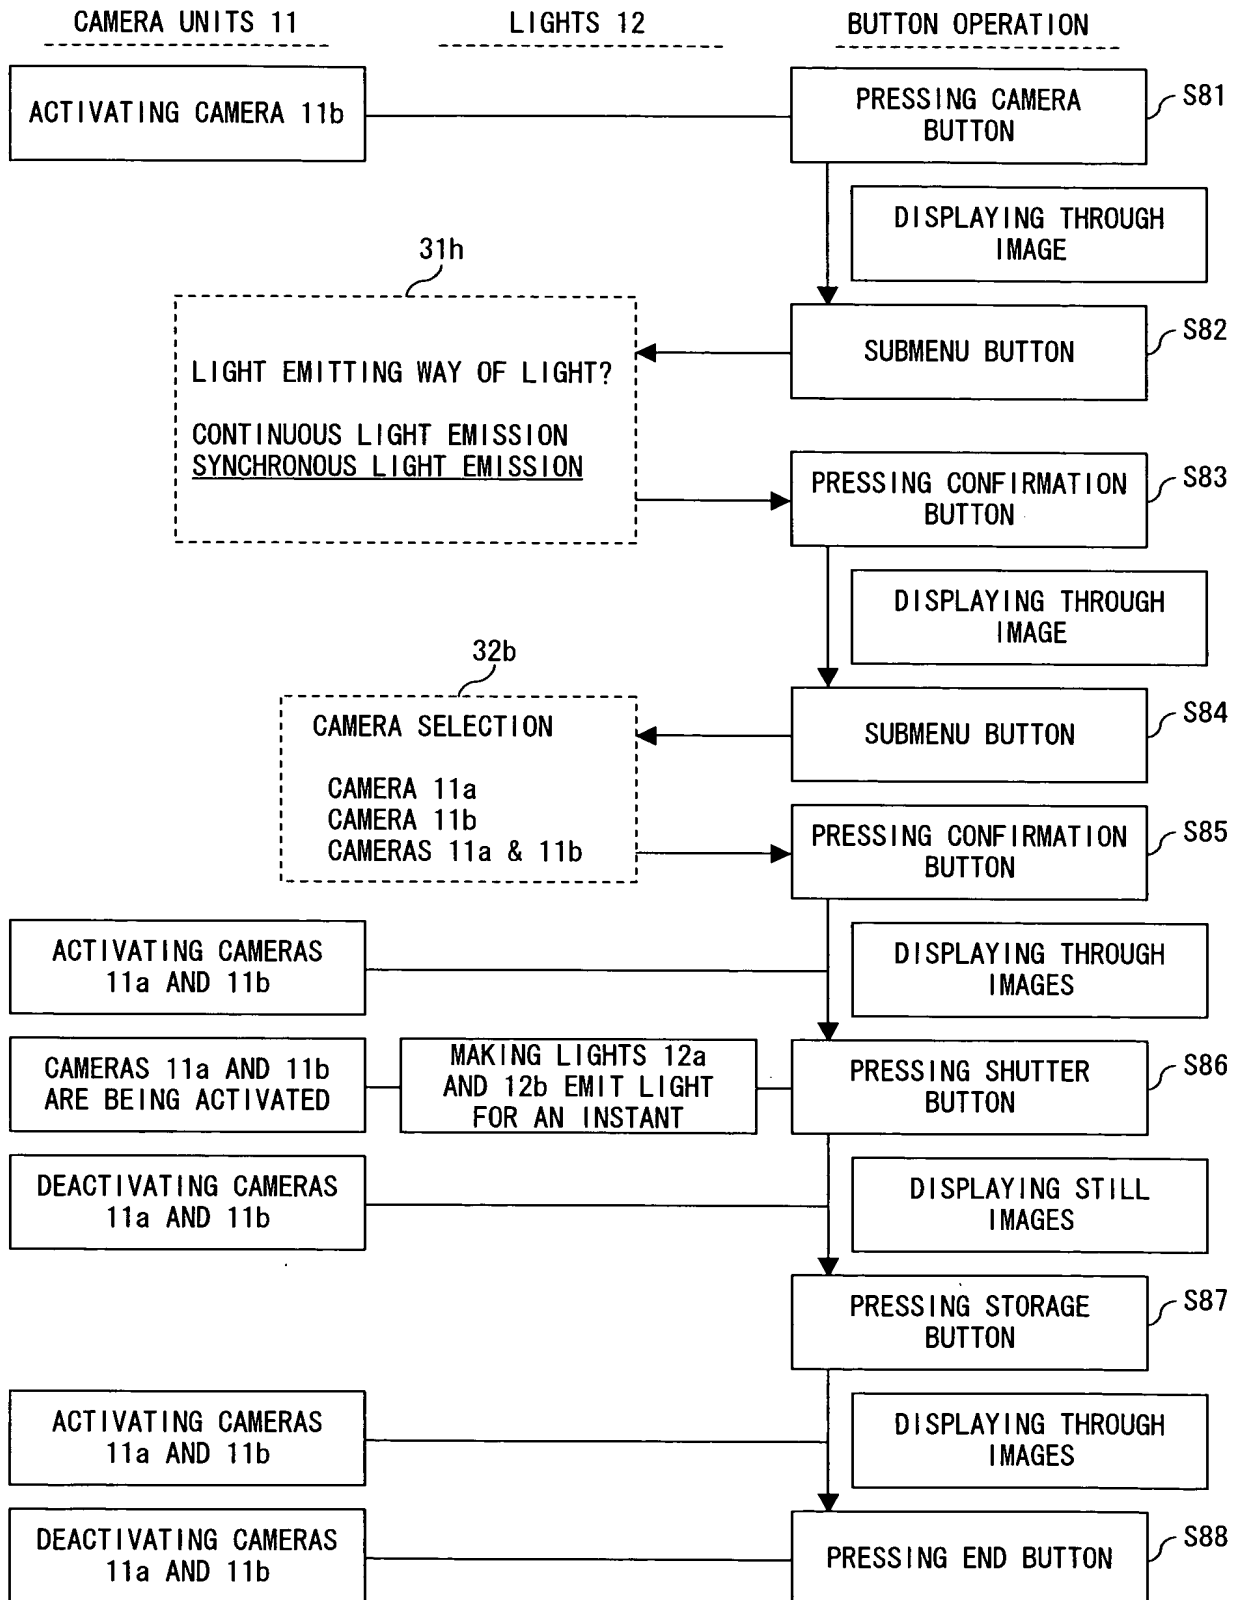 CAMERA UNITS 11
LIGHTS 12
BUTTON OPERATION
ACTIVATING CAMERA 11b
PRESSING CAMERA
BUTTON
S81
DISPLAYING THROUGH
IMAGE
31h
LIGHT EMITTING WAY OF LIGHT?
CONTINUOUS LIGHT EMISSION
SYNCHRONOUS LIGHT EMISSION
SUBMENU BUTTON
S82
PRESSING CONFIRMATION
BUTTON
S83
DISPLAYING THROUGH
IMAGE
32b
CAMERA SELECTION
CAMERA 11a
CAMERA 11b
CAMERAS 11a & 11b
SUBMENU BUTTON
S84
PRESSING CONFIRMATION
BUTTON
S85
ACTIVATING CAMERAS
11a AND 11b
DISPLAYING THROUGH
IMAGES
CAMERAS 11a AND 11b
ARE BEING ACTIVATED
MAKING LIGHTS 12a
AND 12b EMIT LIGHT
FOR AN INSTANT
PRESSING SHUTTER
BUTTON
S86
DEACTIVATING CAMERAS
11a AND 11b
DISPLAYING STILL
IMAGES
PRESSING STORAGE
BUTTON
S87
ACTIVATING CAMERAS
11a AND 11b
DISPLAYING THROUGH
IMAGES
DEACTIVATING CAMERAS
11a AND 11b
PRESSING END BUTTON
S88